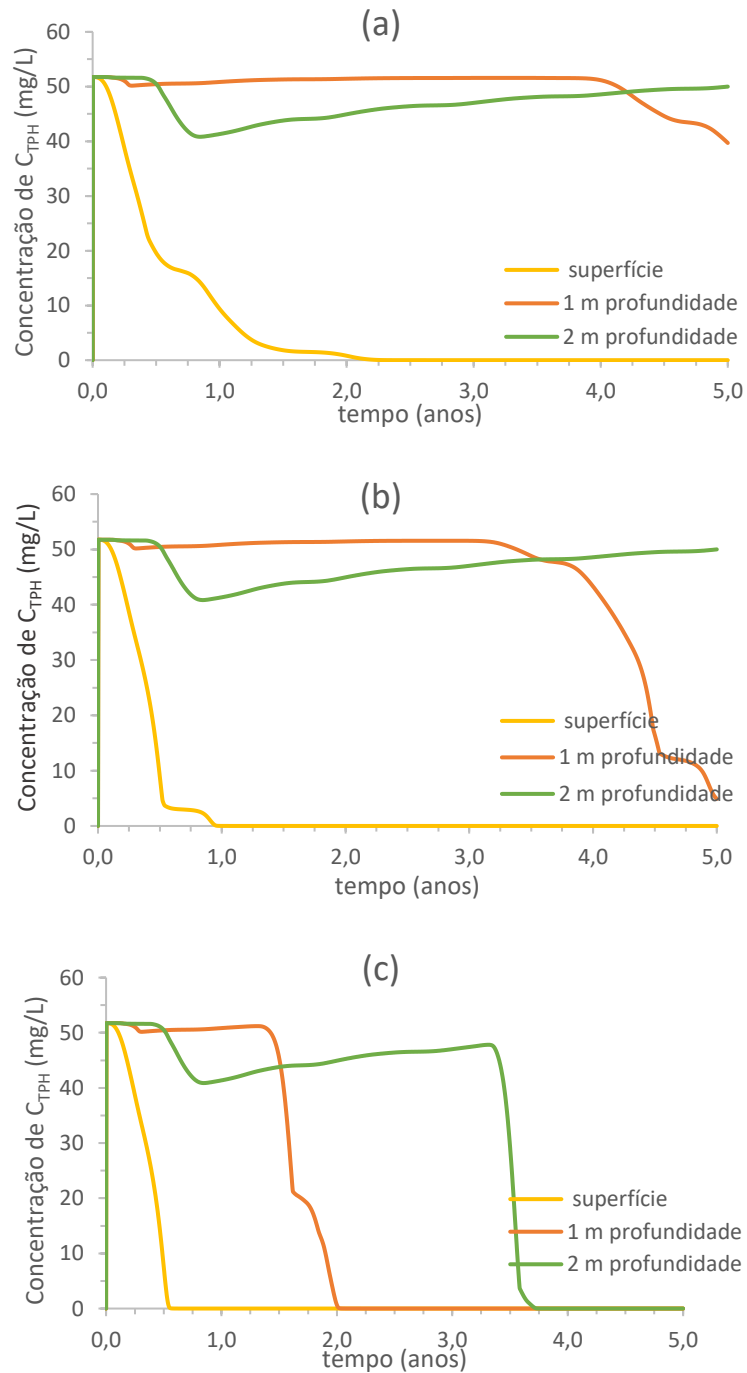 (a)
Concentração de CTPH (mg/L)
60
50
40
30
20
10
0
superfície
1 m profundidade
2 m profundidade
0,0 1,0 2,0 3,0 4,0 5,0
tempo (anos)
(b)
Concentração de CTPH (mg/L)
60
50
40
30
20
10
0
superfície
1 m profundidade
2 m profundidade
0,0 1,0 2,0 3,0 4,0 5,0
tempo (anos)
(c)
Concentração de CTPH (mg/L)
60
50
40
30
20
10
0
superfície
1 m profundidade
2 m profundidade
0,0 1,0 2,0 3,0 4,0 5,0
tempo (anos)